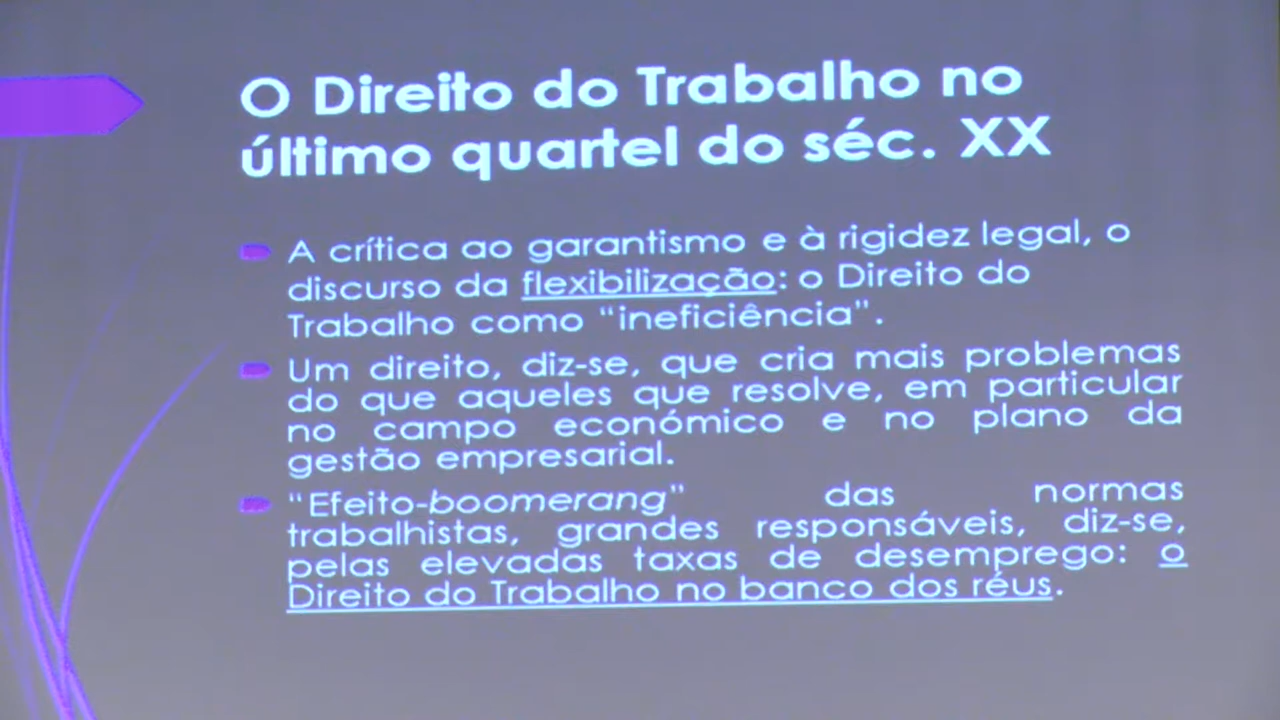 O Direito do Trabalho no
último quartel do séc. XX
A crítica ao garantismo e à rigidez legal, o
discurso da flexibilização: o Direito do
Trabalho como "ineficiência".
Um direito, diz-se, que cria mais problemas
do que aqueles que resolve, em particular
no campo económico e no plano da
gestão empresarial.
"Efeito-boomerang" das normas
trabalhistas, grandes responsáveis, diz-se,
pelas elevadas taxas de desemprego: o
Direito do Trabalho no banco dos réus.